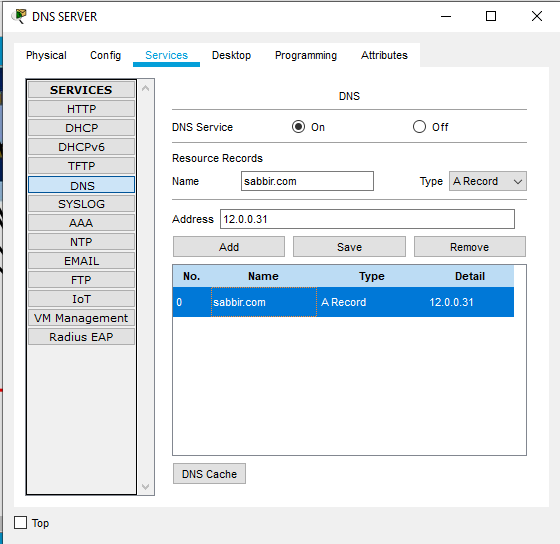 DNS SERVER
Physical Config Services Desktop Programming Attributes
SERVICES
HTTP
DHCP
DHCPv6
TFTP
DNS
SYSLOG
AAA
NTP
EMAIL
FTP
IoT
VM Management
Radius EAP
DNS
DNS Service On Off
Resource Records
Name sabbir.com Type A Record
Address 12.0.0.31
Add Save Remove
No. Name Type Detail
0 sabbir.com A Record 12.0.0.31
DNS Cache
Top